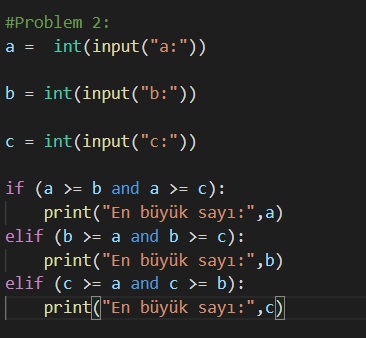 #Problem 2:
a =  int(input("a:"))
b = int(input("b:"))
c = int(input("c:"))
if (a >= b and a >= c):
    print("En büyük sayı:",a)
elif (b >= a and b >= c):
    print("En büyük sayı:",b)
elif (c >= a and c >= b):
    print("En büyük sayı:",c)